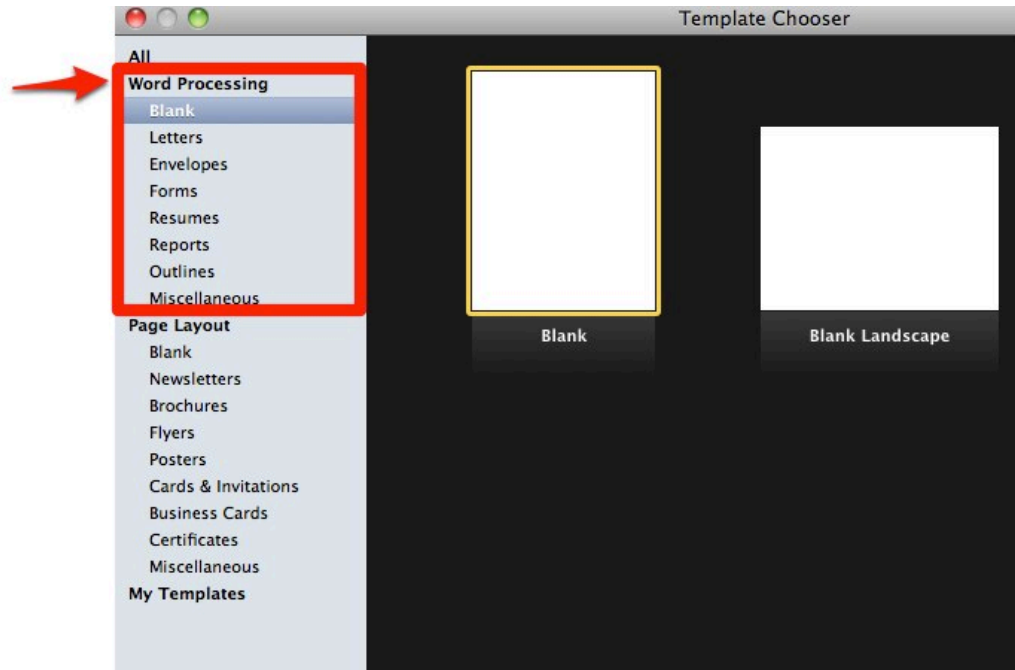 Template Chooser
All
Word Processing
Blank
Letters
Envelopes
Forms
Resumes
Reports
Outlines
Miscellaneous
Page Layout
Blank
Newsletters
Brochures
Flyers
Posters
Cards & Invitations
Business Cards
Certificates
Miscellaneous
My Templates
Blank
Blank Landscape